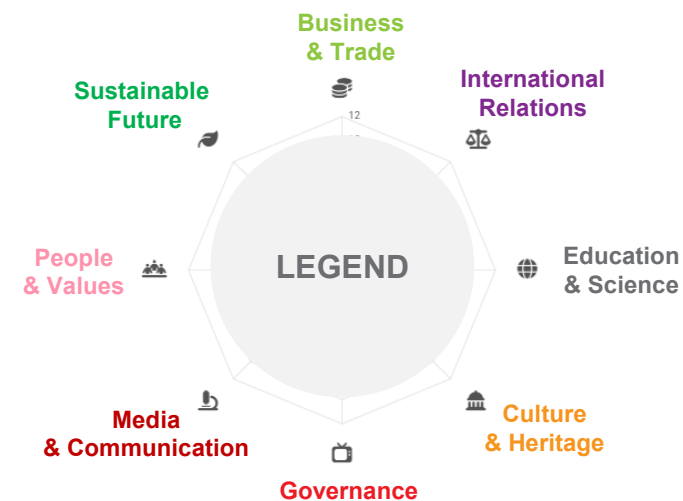 Business
& Trade
International
Relations
Sustainable
Future
12
LEGEND
People
& Values
Education
& Science
Media
& Communication
Culture
& Heritage
Governance